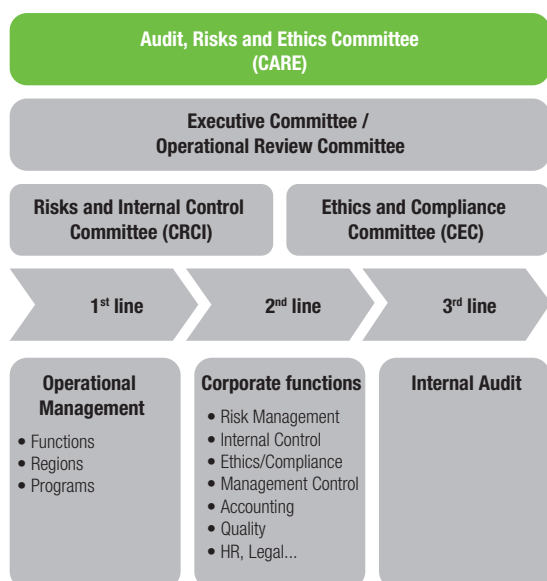 Audit, Risks and Ethics Committee
(CARE)
Executive Committee /
Operational Review Committee
Risks and Internal Control
Committee (CRCI)
Ethics and Compliance
Committee (CEC)
1st line
2nd line
3rd line
Operational
Management
• Functions
• Regions
• Programs
Corporate functions
• Risk Management
• Internal Control
• Ethics/Compliance
• Management Control
• Accounting
• Quality
• HR, Legal...
Internal Audit